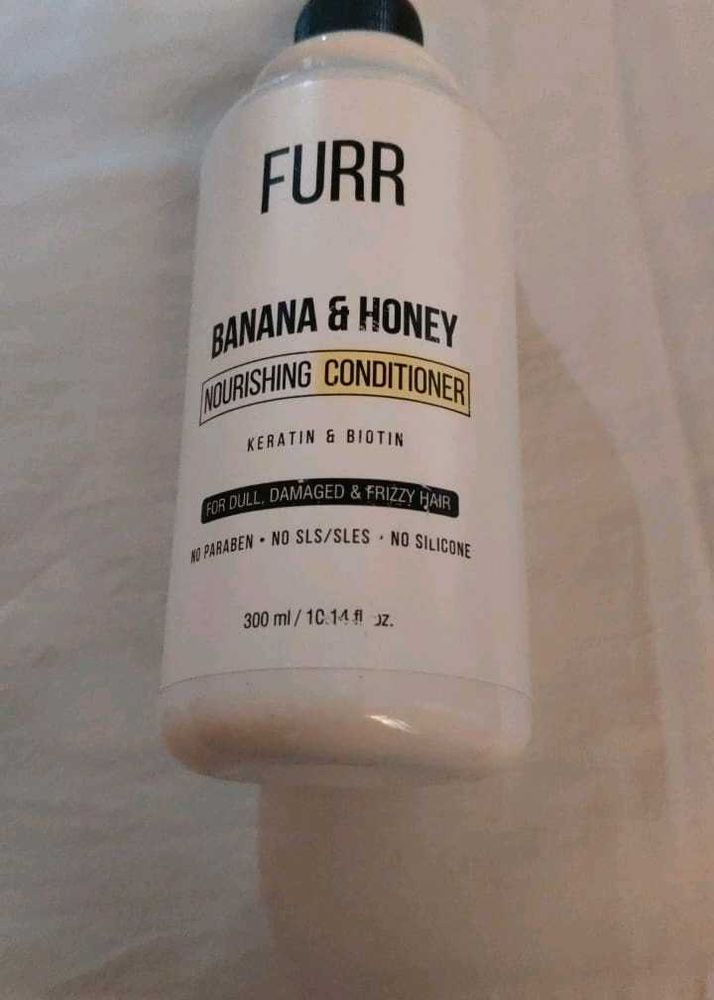 FURR
BANANA & HONEY
NOURISHING CONDITIONER
KERATIN & BIOTIN
FOR DULL, DAMAGED & FRIZZY HAIR
NO PARABEN • NO SLS/SLES • NO SILICONE
300 ml / 10.14 fl oz.